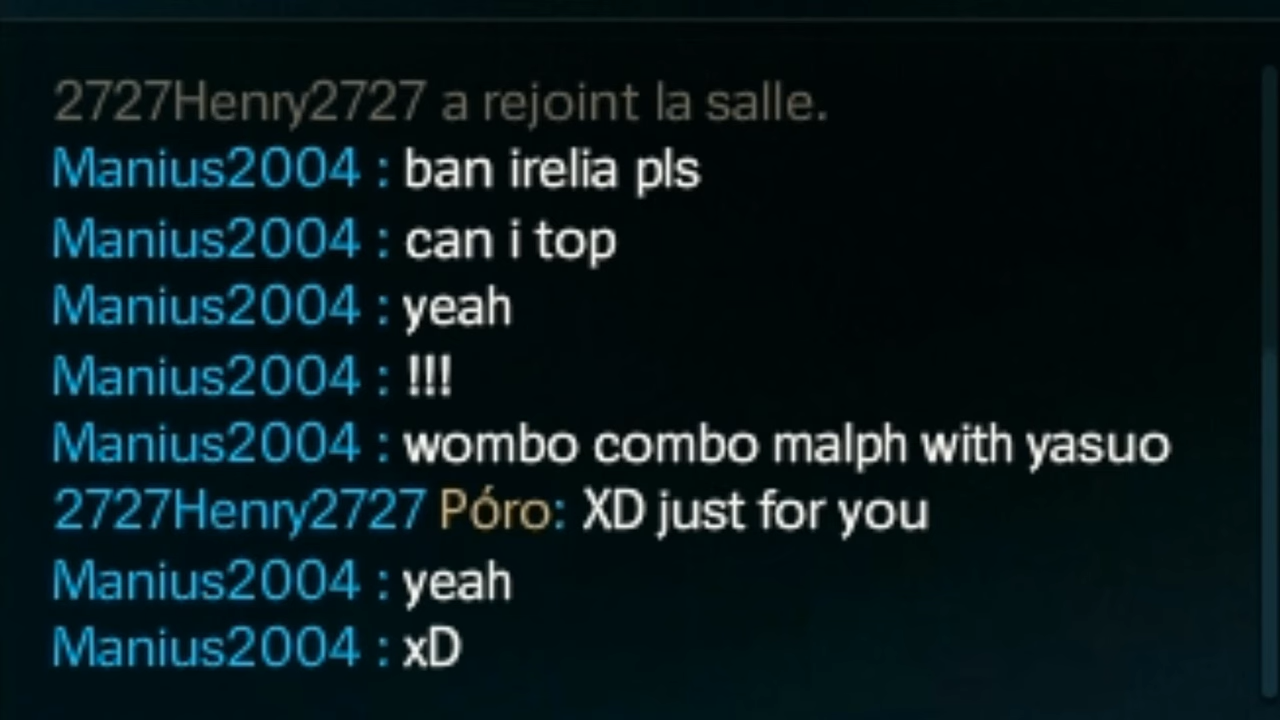 2727Henry2727 a rejoint la salle.
Manius2004 : ban irelia pls
Manius2004 : can i top
Manius2004 : yeah
Manius2004 : !!!
Manius2004 : wombo combo malph with yasuo
2727Henry2727 Póro: XD just for you
Manius2004 : yeah
Manius2004 : xD